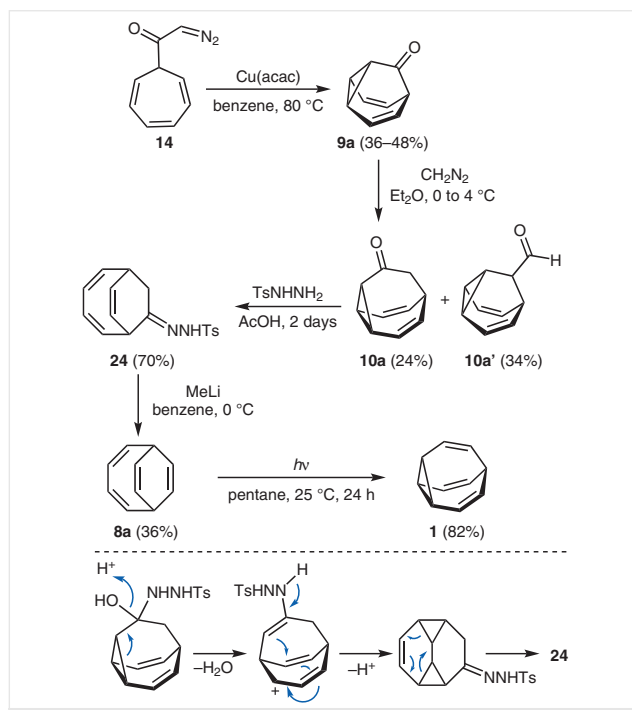 O
N2
14
Cu(acac)
benzene, 80 °C
O
9a (36–48%)
CH2N2
Et2O, 0 to 4 °C
NNHTs
24 (70%)
TsNHNH2
AcOH, 2 days
O
10a (24%)
+
O
H
10a' (34%)
MeLi
benzene, 0 °C
8a (36%)
hν
pentane, 25 °C, 24 h
1 (82%)
H+
HO
NHNHTs
–H2O
H
TsHNN
+
–H+
NNHTs
24